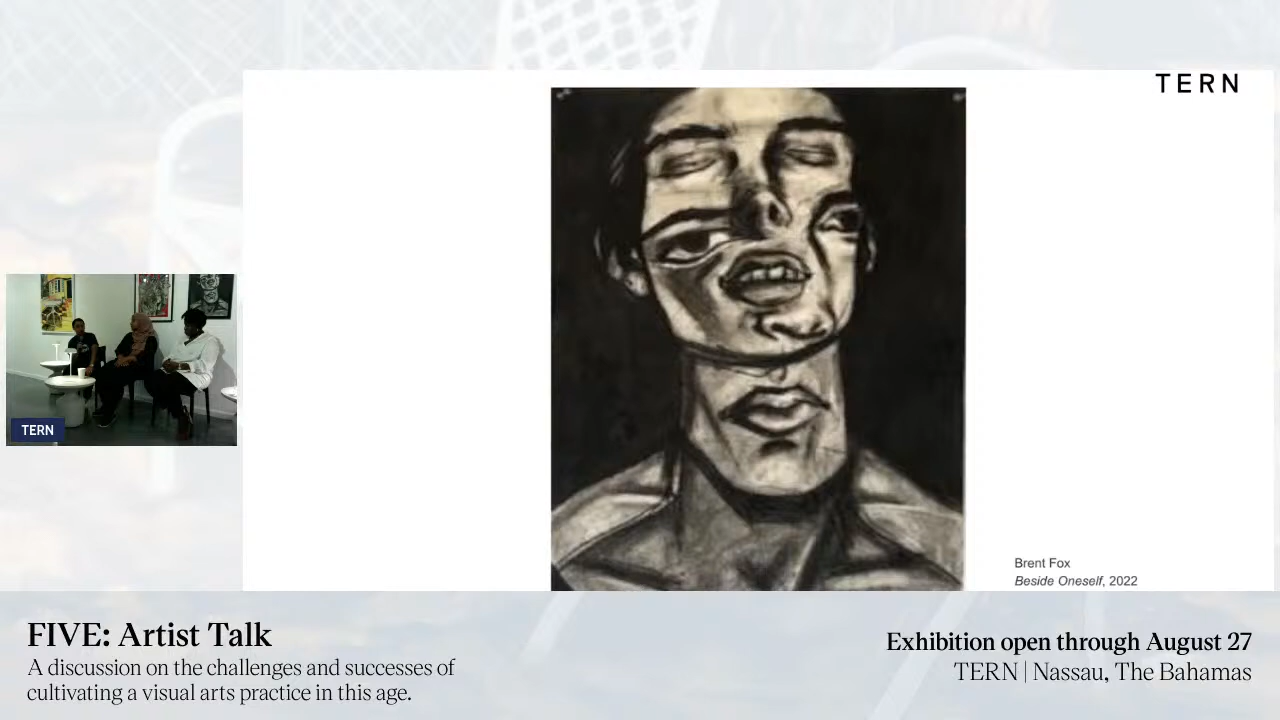 TERN
TERN
Brent Fox
Beside Oneself, 2022
FIVE: Artist Talk
A discussion on the challenges and successes of
cultivating a visual arts practice in this age.
Exhibition open through August 27
TERN | Nassau, The Bahamas